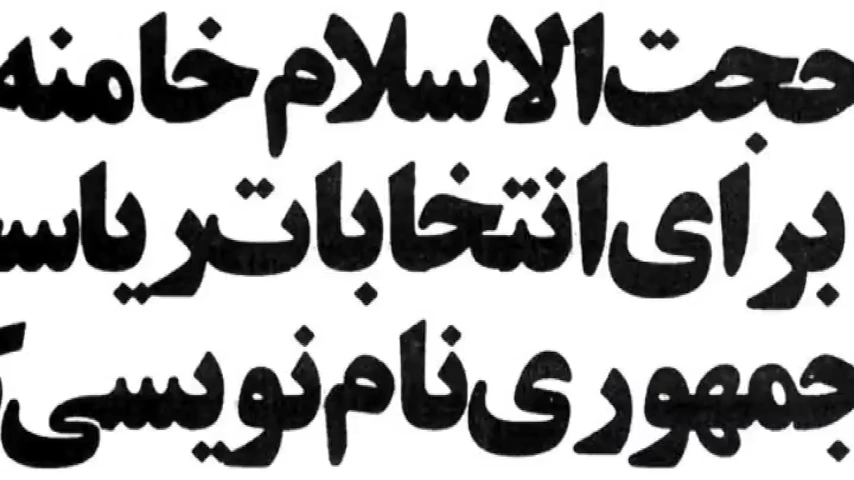 حجت‌الاسلام خامنه
برای انتخابات ریاس
جمهوری نام‌نویسی ک